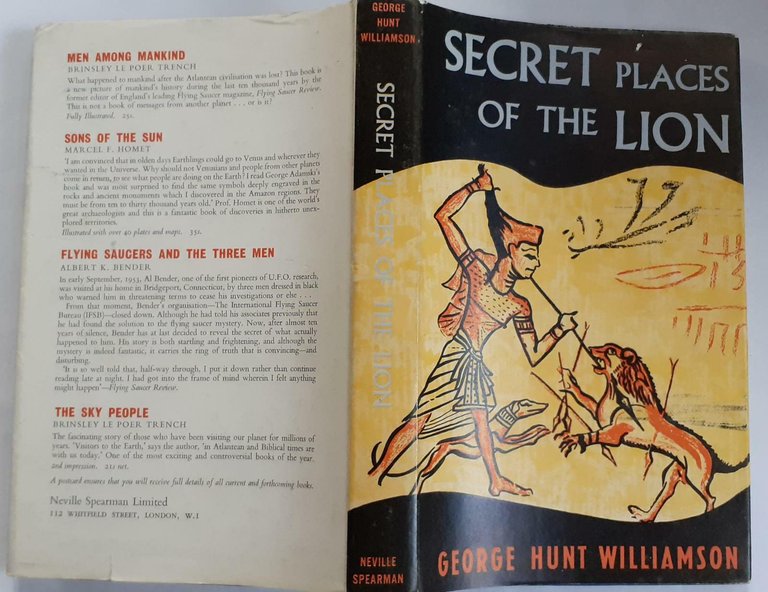 MEN AMONG MANKIND
BRINSLEY LE POER TRENCH
What happened to mankind after the Atlantean civilisation was lost? This book is
a new picture of mankind's history during the last ten thousand years by the
former editor of England's leading Flying Saucer magazine, Flying Saucer Review.
This is not a book of messages from another planet . . . or is it?
Fully Illustrated. 25s.
SONS OF THE SUN
MARCEL F. HOMET
'I am convinced that in olden days Earthlings could go to Venus and wherever they
wanted in the Universe. Why should not Venusians and people from other planets
come in return, to see what people are doing on the Earth? I read George Adamski's
book and was most surprised to find the same symbols deeply engraved in the
rocks and ancient monuments which I discovered in the Amazon regions. They
must be from ten to thirty thousand years old.' Prof. Homet is one of the world's
great archaeologists and this is a fantastic book of discoveries in hitherto unex-
plored territories.
Illustrated with over 40 plates and maps. 35s.
FLYING SAUCERS AND THE THREE MEN
ALBERT K. BENDER
In early September, 1953, Al Bender, one of the first pioneers of U.F.O. research,
was visited at his home in Bridgeport, Connecticut, by three men dressed in black
who warned him in threatening terms to cease his investigations or else . . .
From that moment, Bender's organisation—The International Flying Saucer
Bureau (IFSB)—closed down. Although he had told his associates previously that
he had found the solution to the flying saucer mystery. Now, after almost ten
years of silence, Bender has at last decided to reveal the secret of what actually
happened to him. His story is both startling and frightening, and although the
mystery is indeed fantastic, it carries the ring of truth that is convincing—and
disturbing.
'It is so well told that, half-way through, I put it down rather than continue
reading late at night. I had got into the frame of mind wherein I felt anything
might happen'—Flying Saucer Review.
THE SKY PEOPLE
BRINSLEY LE POER TRENCH
The fascinating story of those who have been visiting our planet for millions of
years. 'Visitors to the Earth,' says the author, 'in Atlantean and Biblical times are
with us today.' One of the most exciting and controversial books of the year.
2nd impression. 21s net.
A postcard ensures that you will receive full details of all current and forthcoming books.
Neville Spearman Limited
112 WHITFIELD STREET, LONDON, W.1
GEORGE
HUNT
WILLIAMSON
SECRET PLACES OF THE LION
NEVILLE
SPEARMAN
SECRET PLACES
OF THE LION
GEORGE HUNT WILLIAMSON